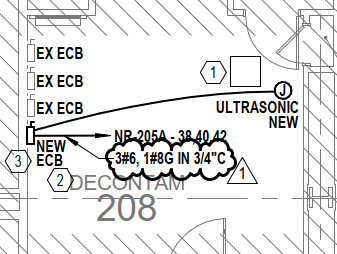 EX ECB
1
EX ECB
J
EX ECB
ULTRASONIC
NEW
NR-205A - 38,40,42
NEW
ECB
3#6, 1#8G IN 3/4"C
3
2
1
DECONTAM
208